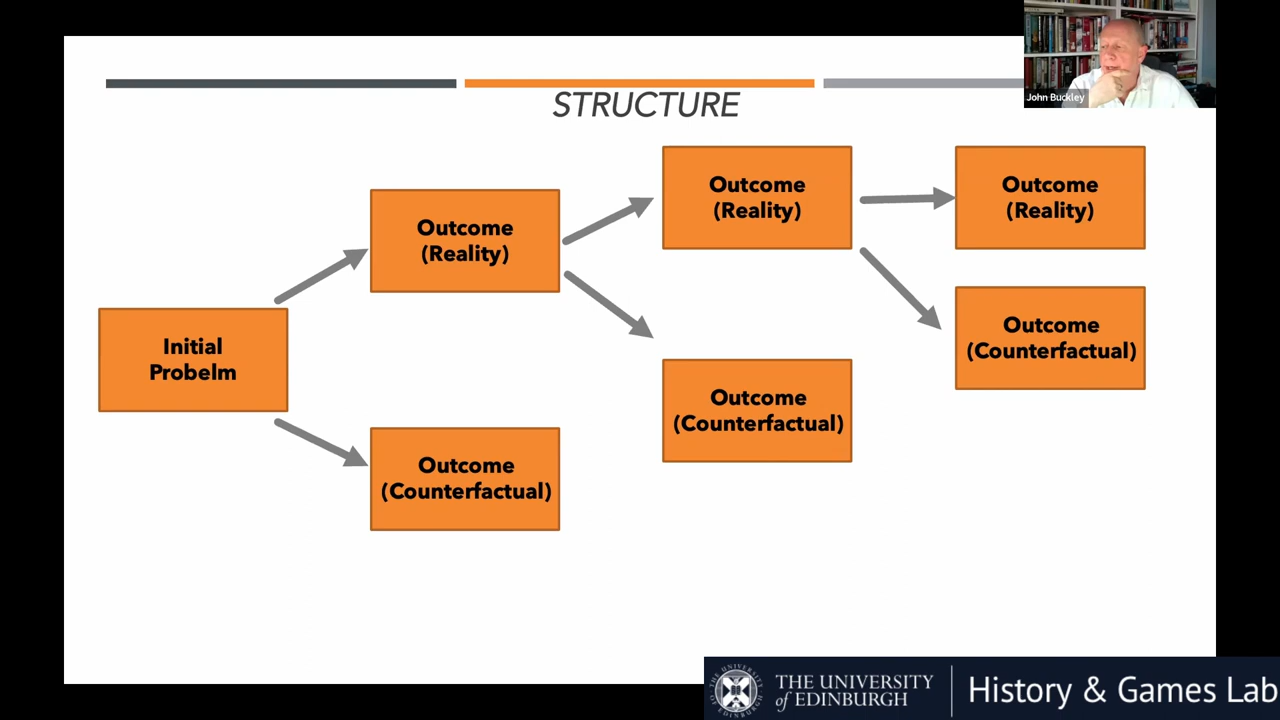 John Buckley
STRUCTURE
Initial
Probelm
Outcome
(Reality)
Outcome
(Counterfactual)
Outcome
(Reality)
Outcome
(Counterfactual)
Outcome
(Reality)
Outcome
(Counterfactual)
THE UNIVERSITY
of EDINBURGH
History & Games Lab